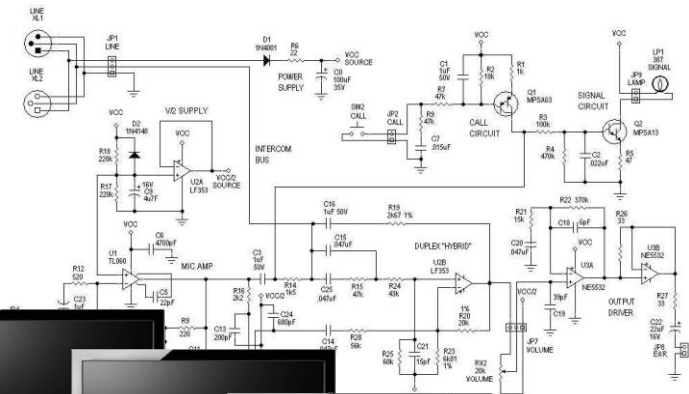 LINE
XL1
JP1
LINE
LINE
XL2
D1
1N4001
R6
22
VCC
SOURCE
POWER
SUPPLY
C0
100uF
35V
V/2 SUPPLY
VCC
D2
1N4148
R18
220k
R17
220k
16V
C9
4u7F
VCC
U2A
LF353
VCC/2
SOURCE
INTERCOM
BUS
SW2
CALL
JP2
CALL
R9
47k
C7
.015uF
R7
47k
C1
1uF
50V
R2
18k
R1
1k
Q1
MPSA63
CALL
CIRCUIT
SIGNAL
CIRCUIT
R3
100k
R4
470k
C2
.022uF
VCC
LP1
387
SIGNAL
JP9
LAMP
Q2
MPSA13
R5
47
C16
1uF 50V
R19
2k67 1%
C15
.047uF
DUPLEX "HYBRID"
U2B
LF353
C6
4700pF
U1
TL060
MIC AMP
C5
22pF
R12
520
C23
1uF
R9
220
C3
1uF
50V
R16
2k2
VCC/2
R14
1k5
C25
.047uF
R15
47k
R24
43k
C24
680pF
C13
200pF
C14
R28
56k
C21
15pF
R25
68k
R23
6k81
1%
1%
R20
20k
RV2
20k
VOLUME
VCC/2
JP7
VOLUME
R21
15k
C20
.047uF
R22 370k
C18 6pF
VCC
U3A
NE5532
39pF
C19
R26
33
U3B
NE5532
OUTPUT
DRIVER
R27
33
C22
22uF
16V
JP8
EAR